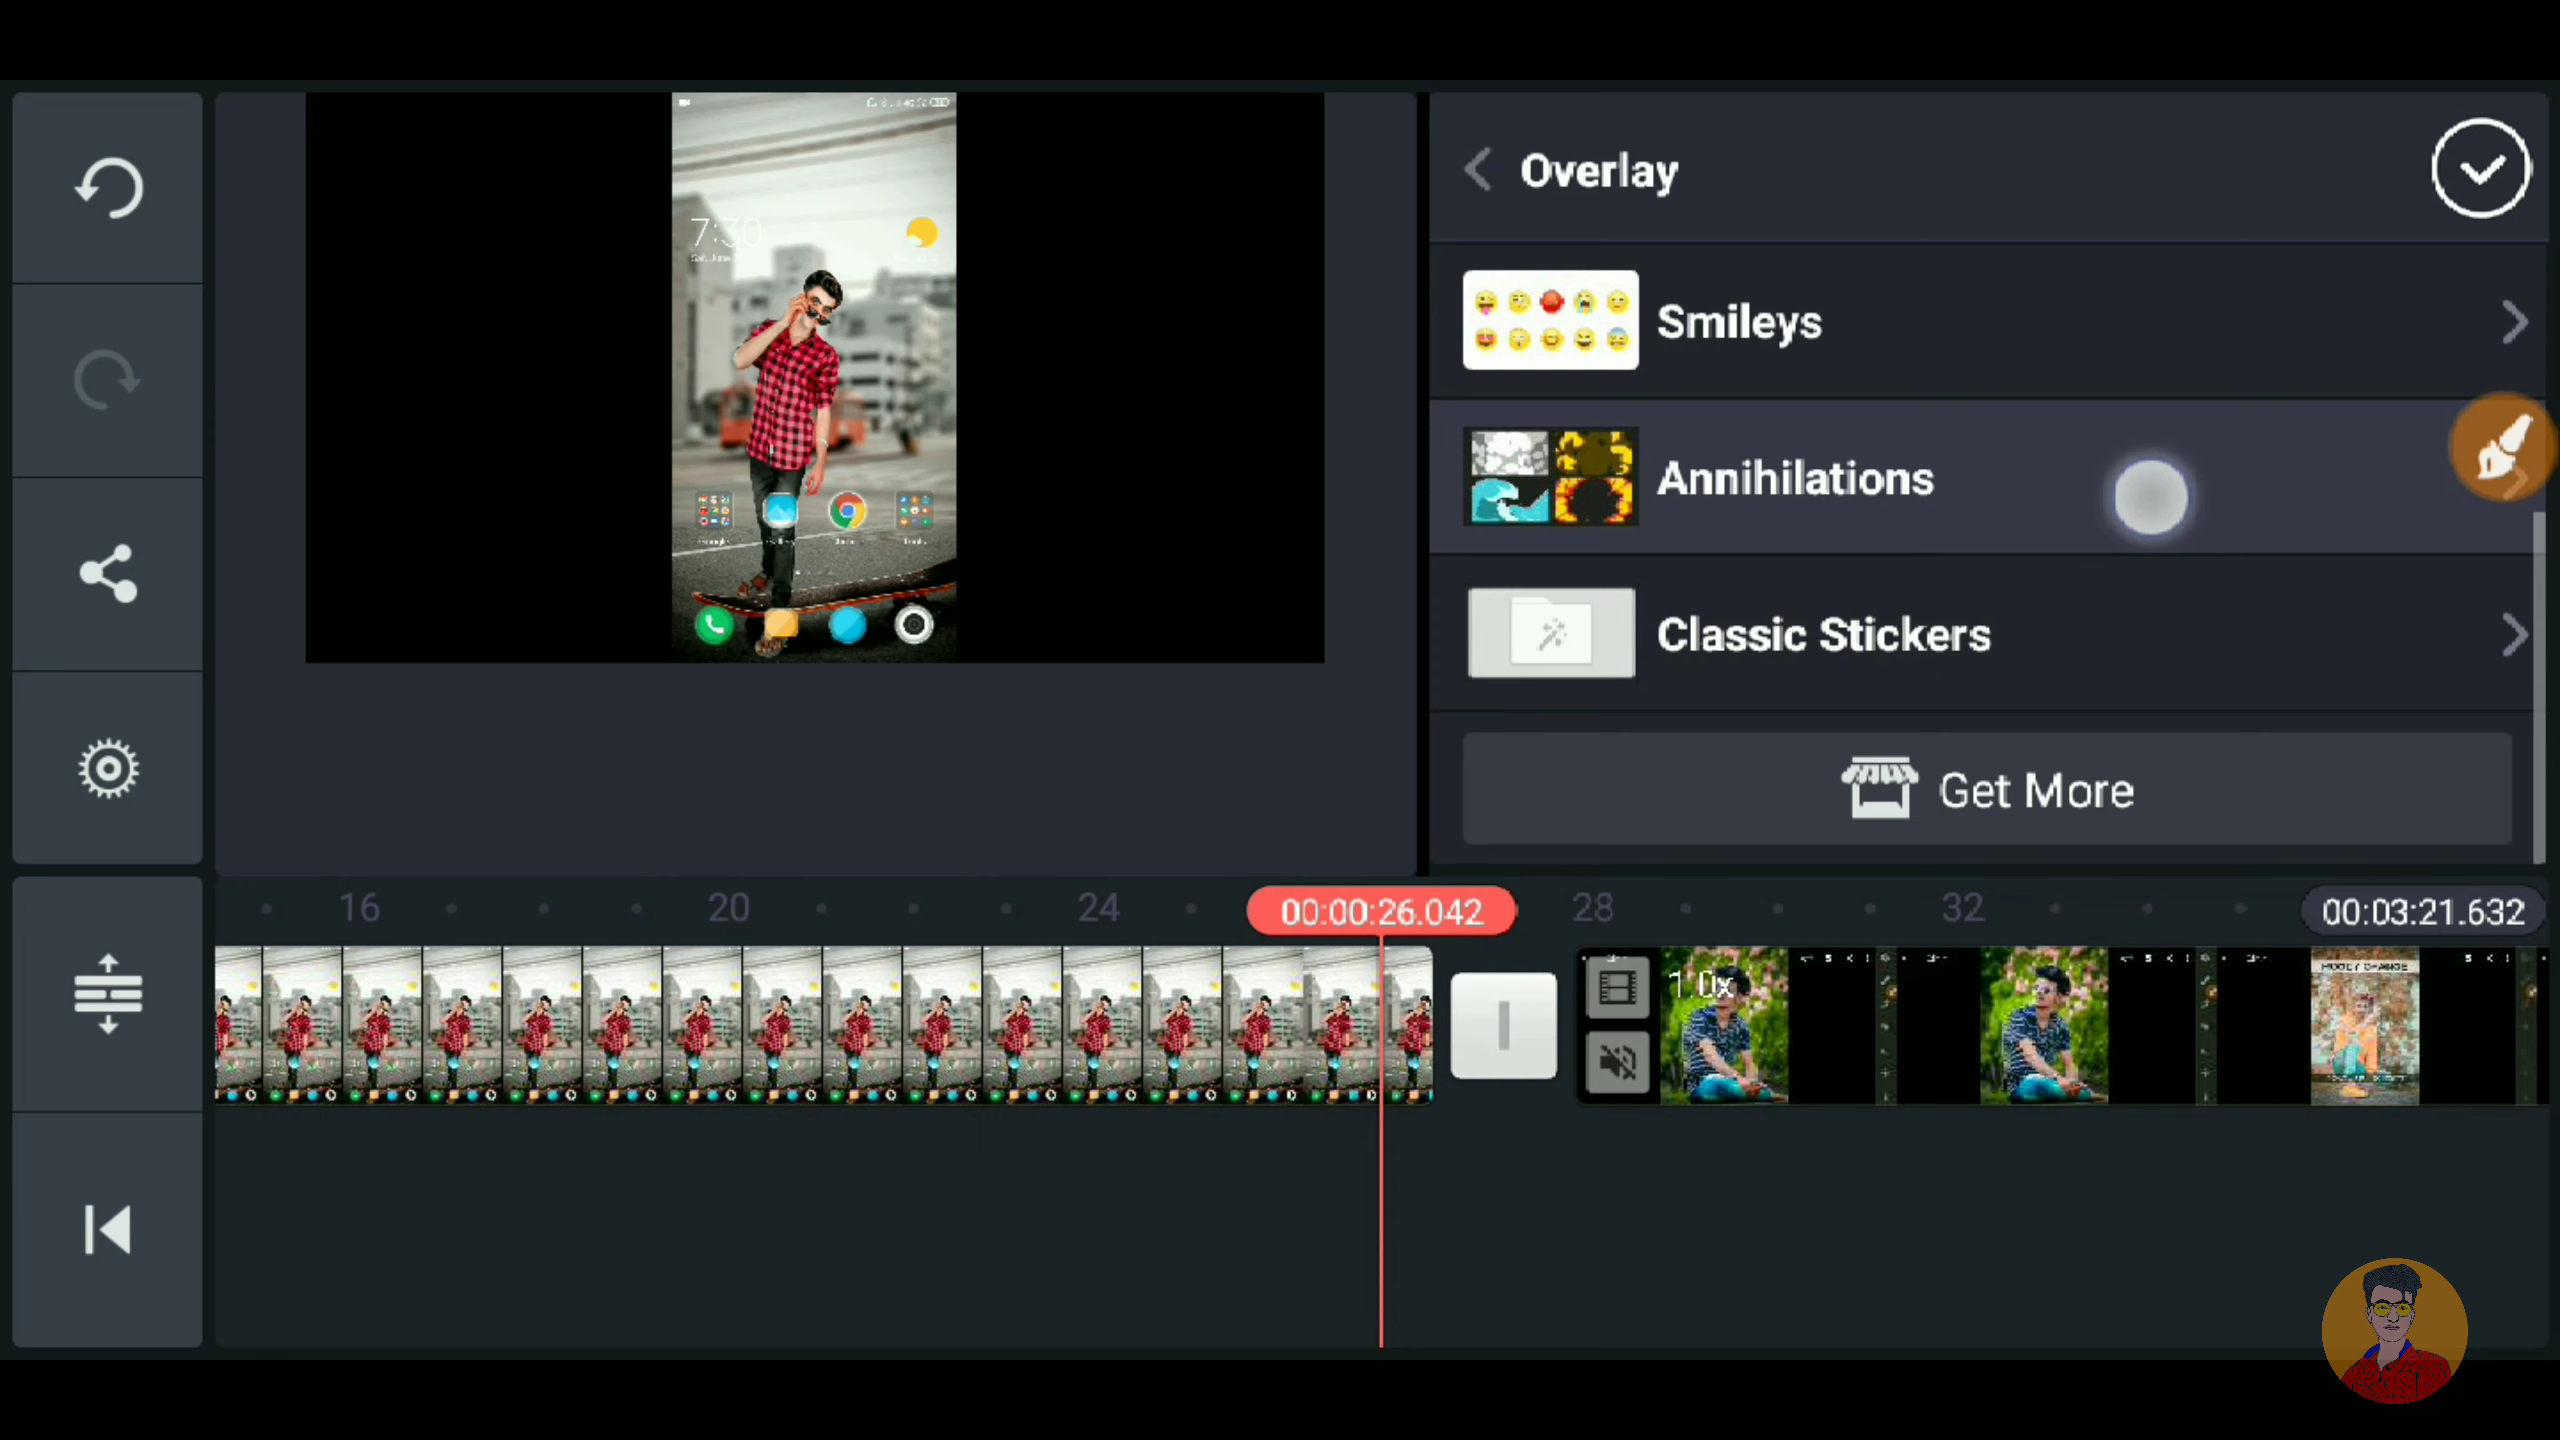 Overlay
7:30
Smileys
Annihilations
Classic Stickers
Get More
16
20
24
00:00:26.042
28
32
00:03:21.632
1.0x